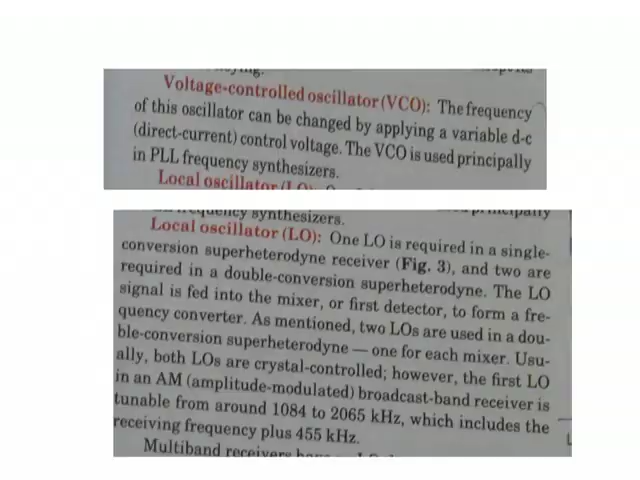 Voltage-controlled oscillator (VCO): The frequency
of this oscillator can be changed by applying a variable d-c
(direct-current) control voltage. The VCO is used principally
in PLL frequency synthesizers.
Local oscillator (LO):
frequency synthesizers. principally
Local oscillator (LO): One LO is required in a single-
conversion superheterodyne receiver (Fig. 3), and two are
required in a double-conversion superheterodyne. The LO
signal is fed into the mixer, or first detector, to form a fre-
quency converter. As mentioned, two LOs are used in a dou-
ble-conversion superheterodyne — one for each mixer. Usu-
ally, both LOs are crystal-controlled; however, the first LO
in an AM (amplitude-modulated) broadcast-band receiver is
tunable from around 1084 to 2065 kHz, which includes the
receiving frequency plus 455 kHz.
Multiband receivers